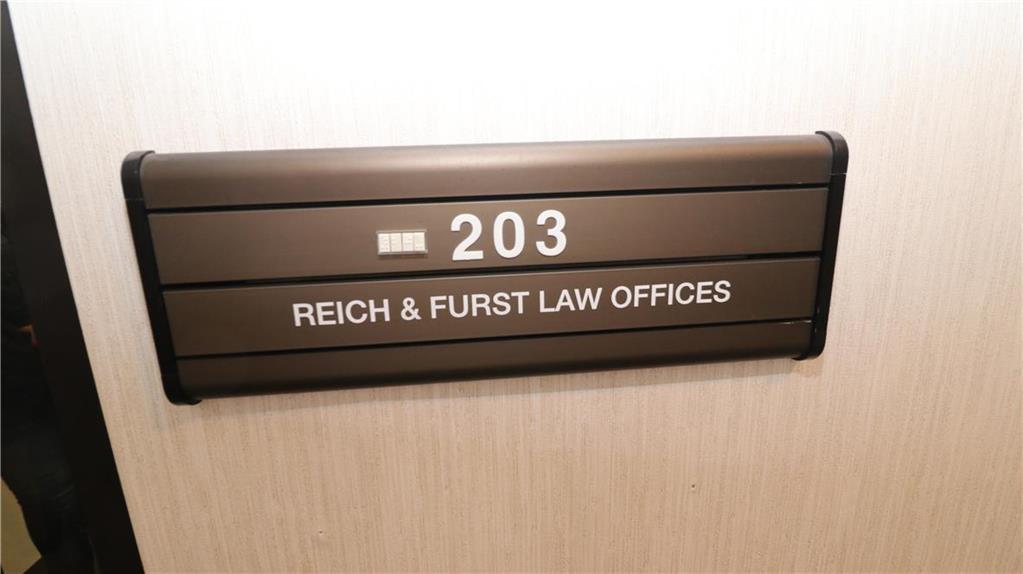 203
REICH & FURST LAW OFFICES